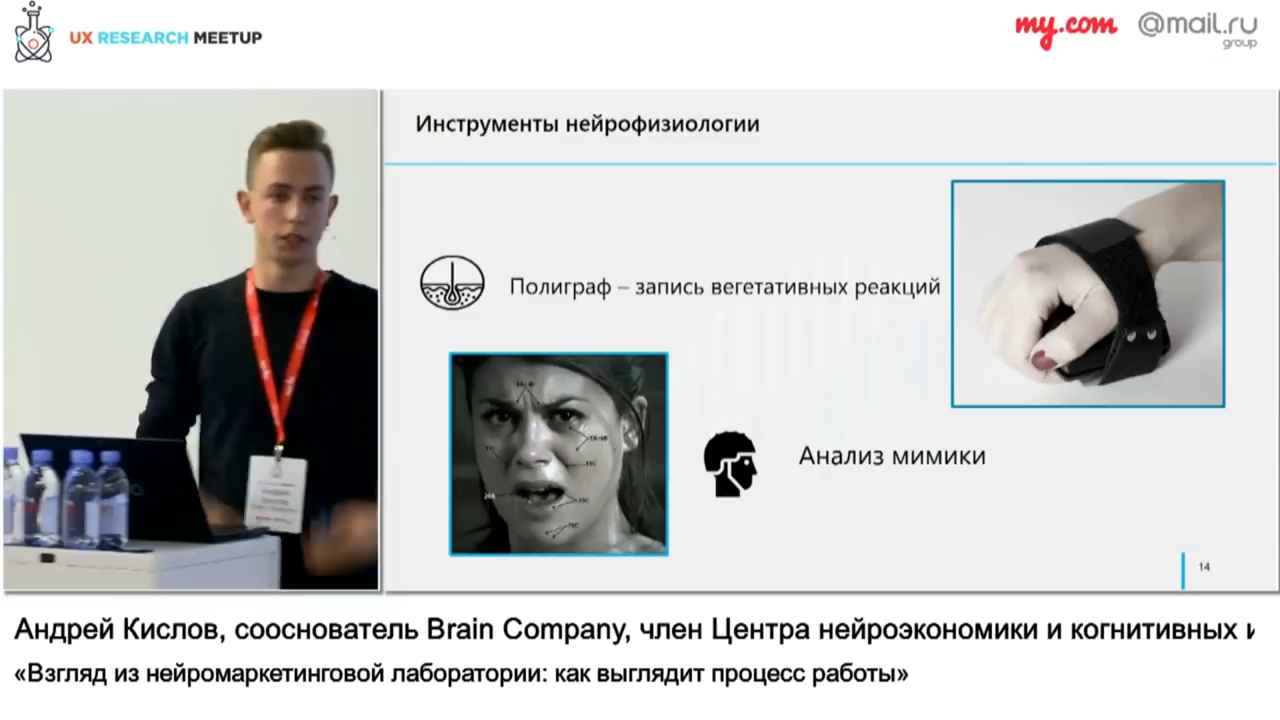 UX RESEARCH MEETUP
my.com @mail.ru
group
Инструменты нейрофизиологии
Полиграф – запись вегетативных реакций
Анализ мимики
14
Андрей Кислов, сооснователь Brain Company, член Центра нейроэкономики и когнитивных и
«Взгляд из нейромаркетинговой лаборатории: как выглядит процесс работы»